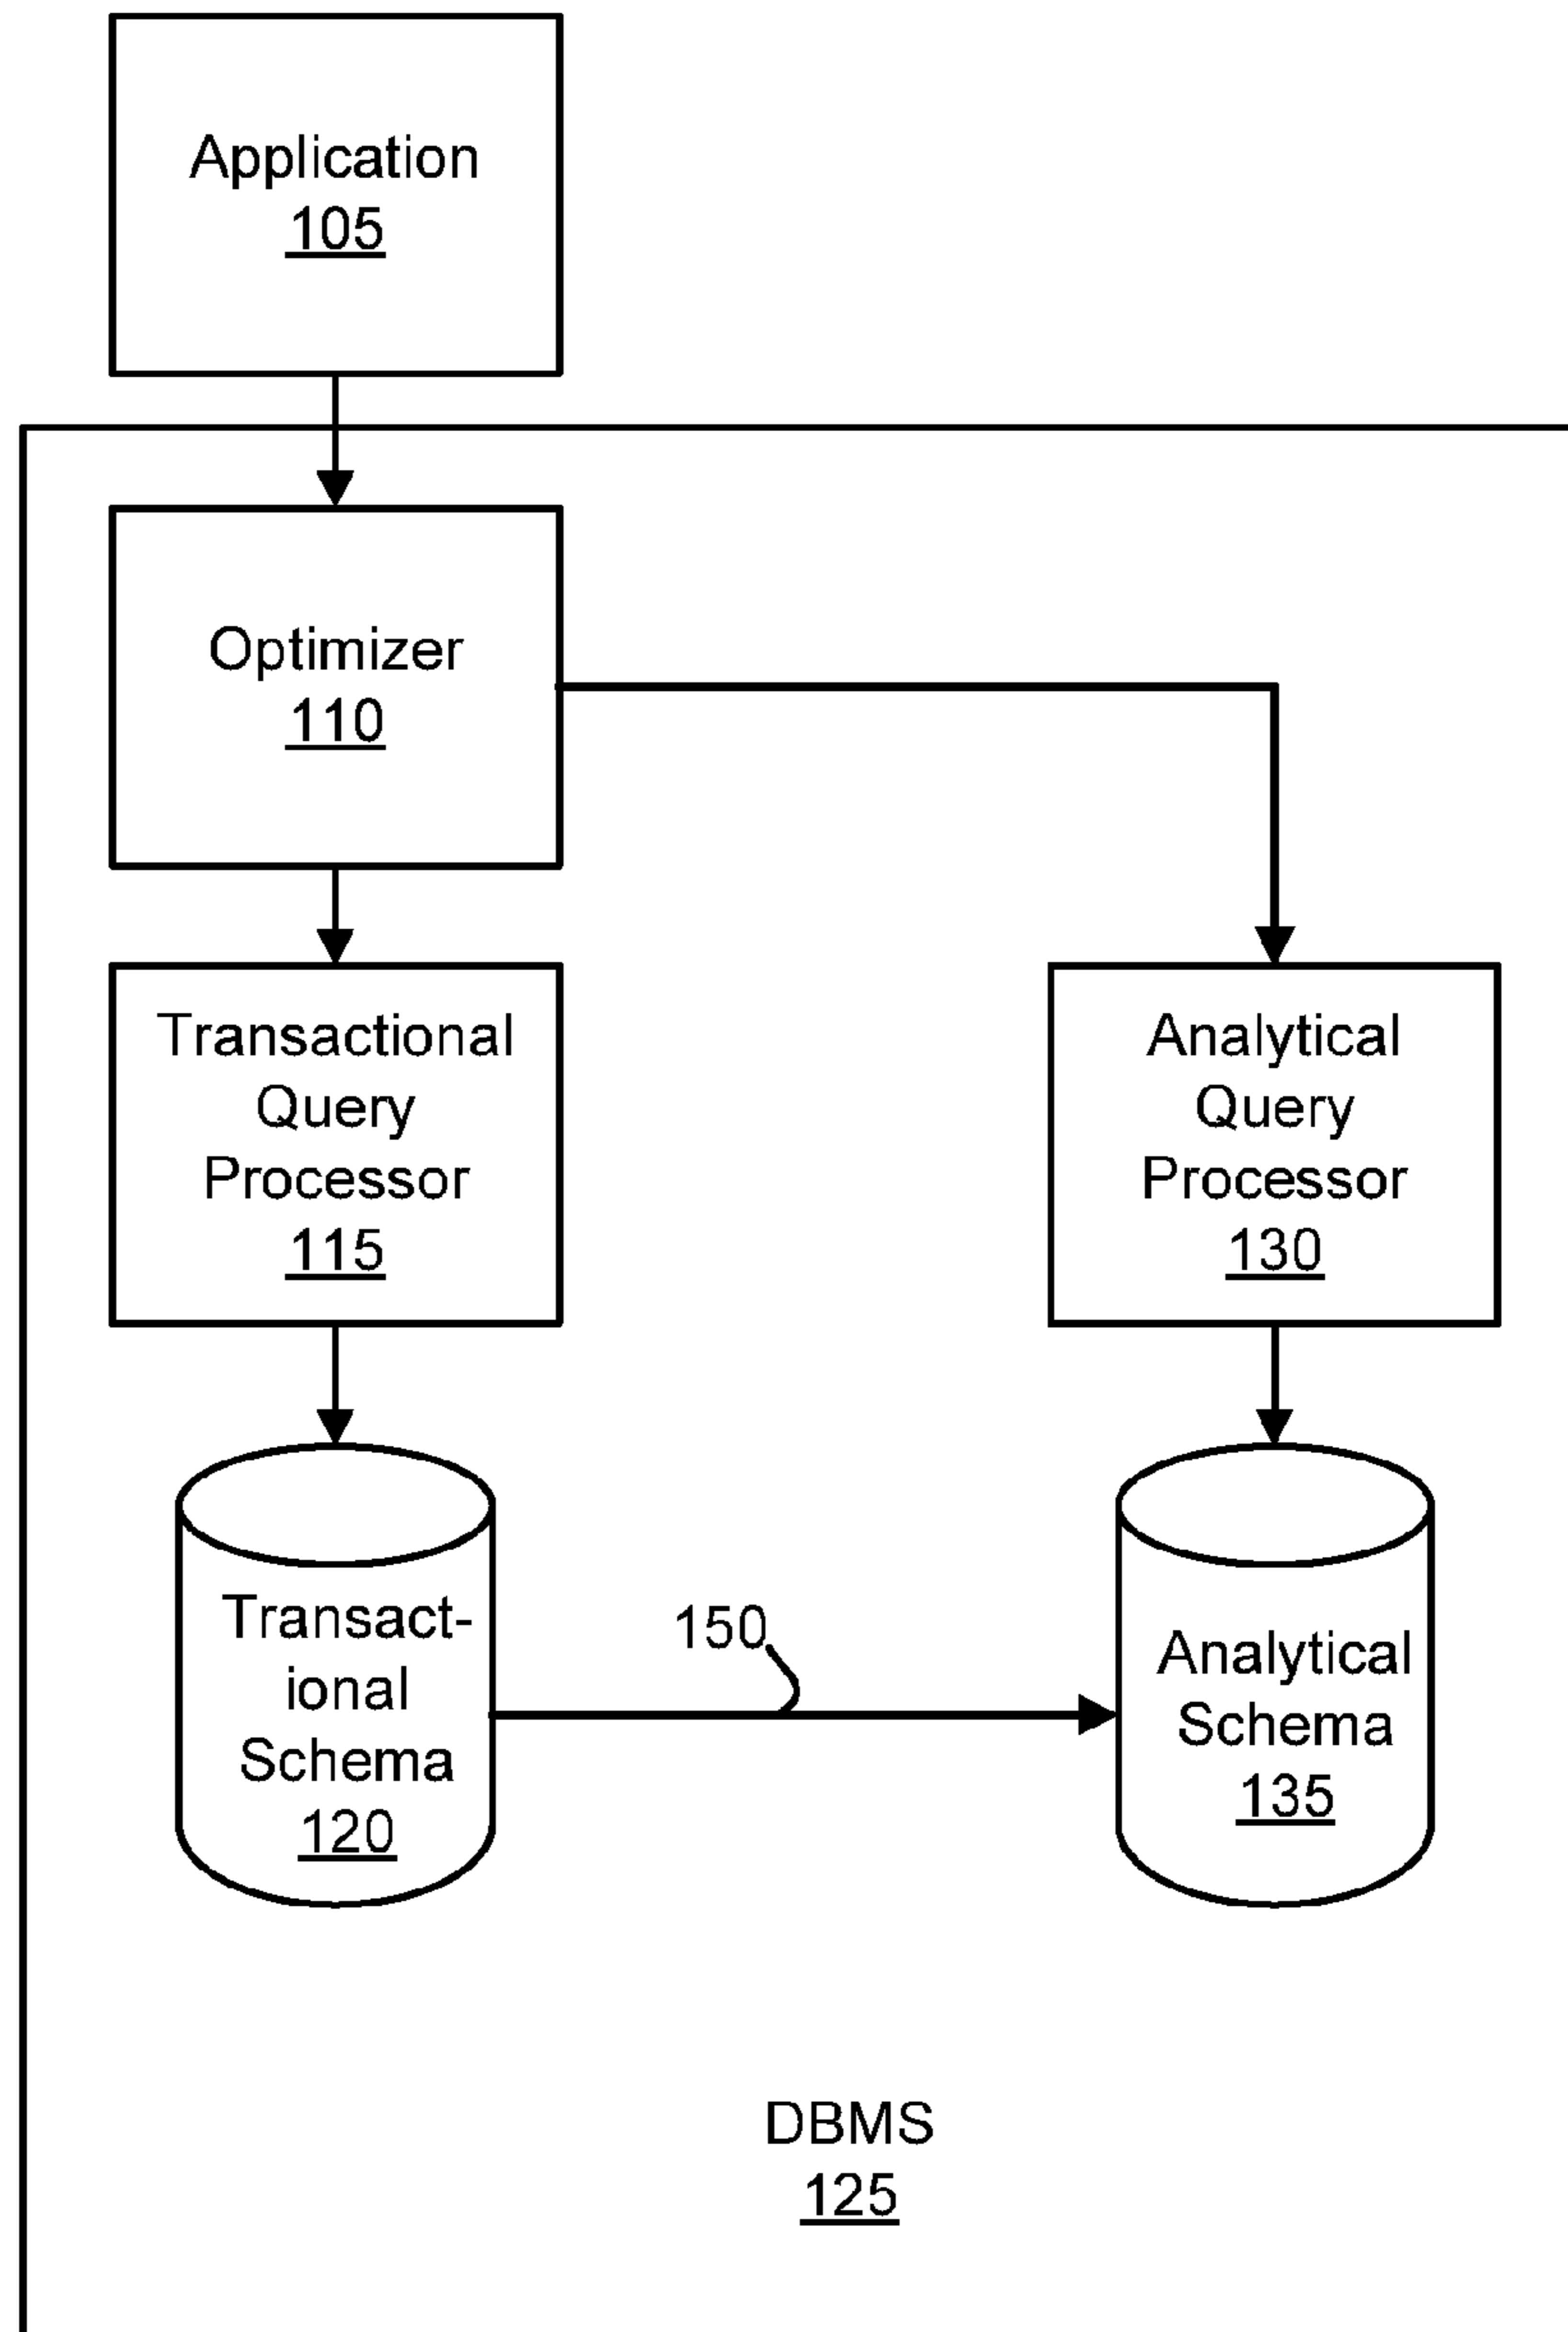 Application
105
Optimizer
110
Transactional
Query
Processor
115
Analytical
Query
Processor
130
Transact-
ional
Schema
120
150
Analytical
Schema
135
DBMS
125